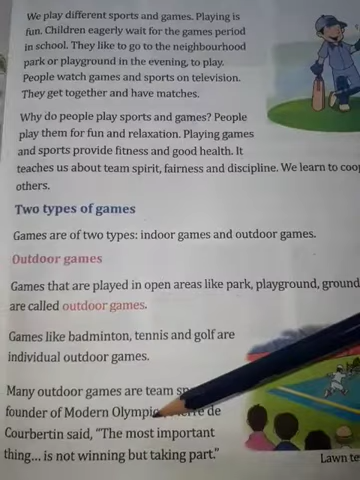 We play different sports and games. Playing is
fun. Children eagerly wait for the games period
in school. They like to go to the neighbourhood
park or playground in the evening, to play.
People watch games and sports on television.
They get together and have matches.
Why do people play sports and games? People
play them for fun and relaxation. Playing games
and sports provide fitness and good health. It
teaches us about team spirit, fairness and discipline. We learn to
others.
Two types of games
Games are of two types: indoor games and outdoor games.
Outdoor games
Games that are played in open areas like park, playground, ground
are called outdoor games.
Games like badminton, tennis and golf are
individual outdoor games.
Many outdoor games are team
founder of Modern de
Courbertin said, "The most important
thing... is not winning but taking part."
Lawn